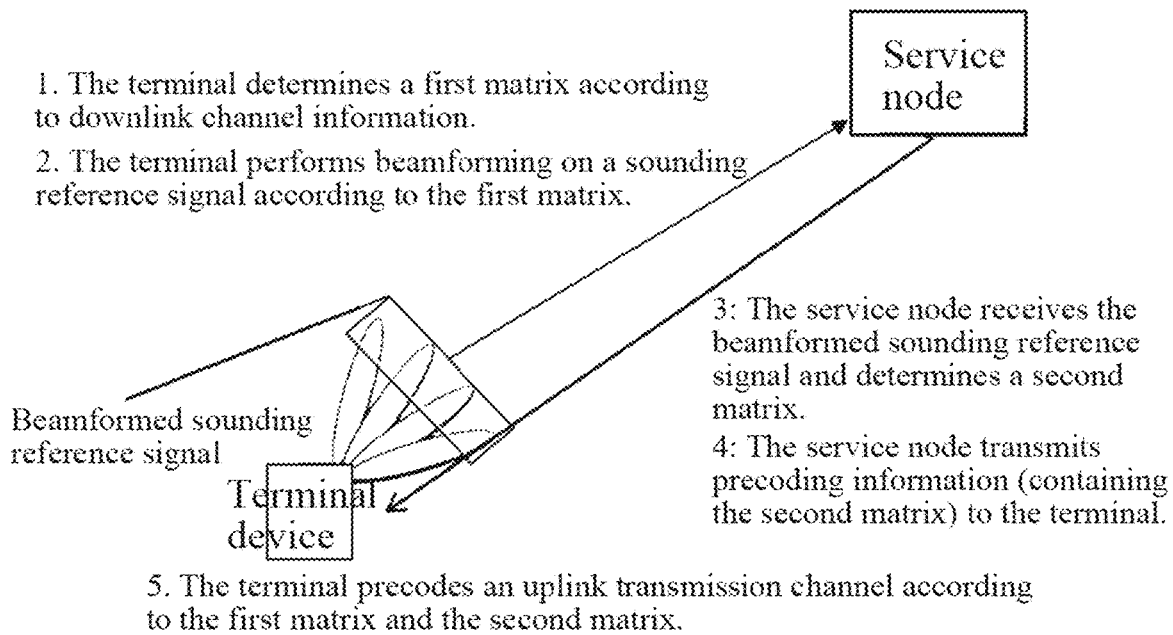 Service
node
1. The terminal determines a first matrix according
to downlink channel information.
2. The terminal performs beamforming on a sounding
reference signal according to the first matrix.
3: The service node receives the
beamformed sounding reference
signal and determines a second
matrix.
4: The service node transmits
precoding information (containing
the second matrix) to the terminal.
Beamformed sounding
reference signal
Terminal
device
5. The terminal precodes an uplink transmission channel according
to the first matrix and the second matrix.